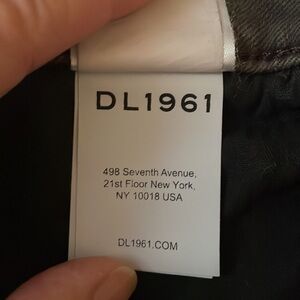 DL1961
498 Seventh Avenue,
21st Floor New York,
NY 10018 USA
DL1961.COM